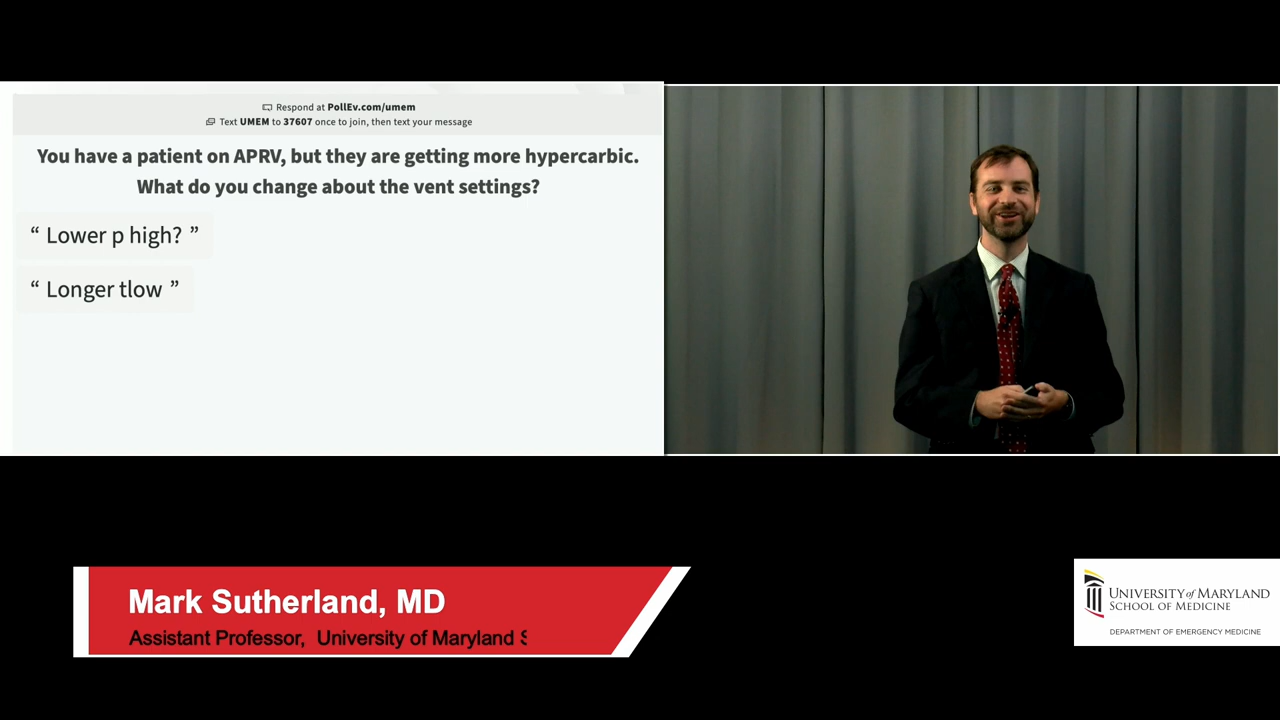 Respond at PollEv.com/umem
Text UMEM to 37607 once to join, then text your message
You have a patient on APRV, but they are getting more hypercarbic.
What do you change about the vent settings?
“ Lower p high? ”
“ Longer tlow ”
Mark Sutherland, MD
Assistant Professor, University of Maryland S
UNIVERSITY of MARYLAND
SCHOOL OF MEDICINE
DEPARTMENT OF EMERGENCY MEDICINE